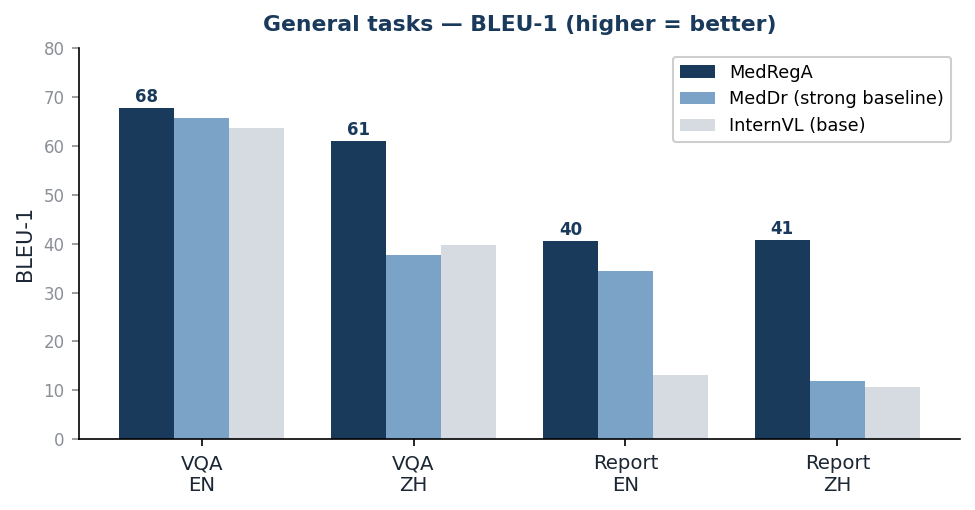 General tasks — BLEU-1 (higher = better)
MedRegA
MedDr (strong baseline)
InternVL (base)
BLEU-1
80
70
60
50
40
30
20
10
0
68
61
40
41
VQA
EN
VQA
ZH
Report
EN
Report
ZH